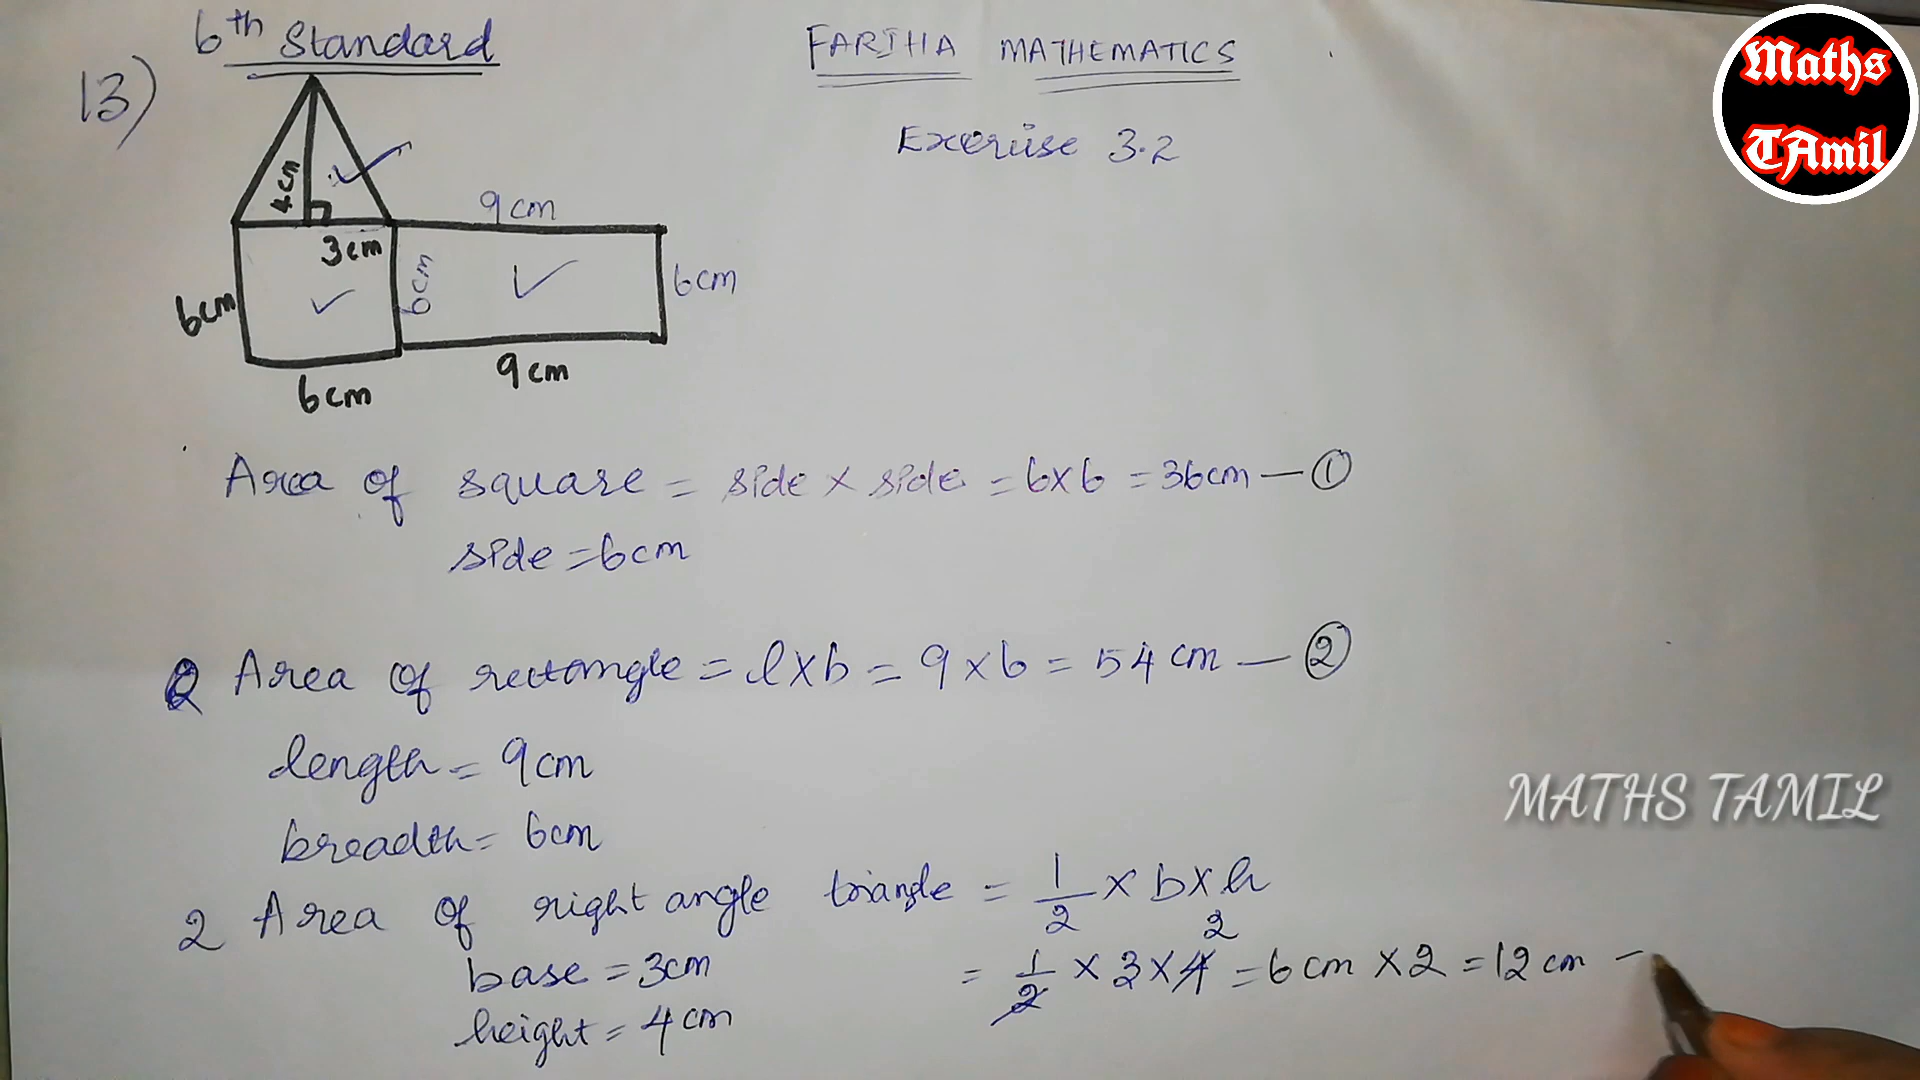 6th Standard
FARIHA MATHEMATICS
Maths
TAmil
13)
Exercise 3.2
4cm
9cm
3cm
6cm
6cm
6cm
6cm
9cm
Area of square = side × side = 6×6 = 36cm — ①
side = 6cm
Area of rectangle = l×b = 9×6 = 54 cm — ②
length = 9cm
MATHS TAMIL
breadth = 6cm
2 Area of right angle triangle = 1/2 × b×h
base = 3cm
= 1/2 × 3 × 4 2 = 6 cm × 2 = 12 cm —
height = 4cm